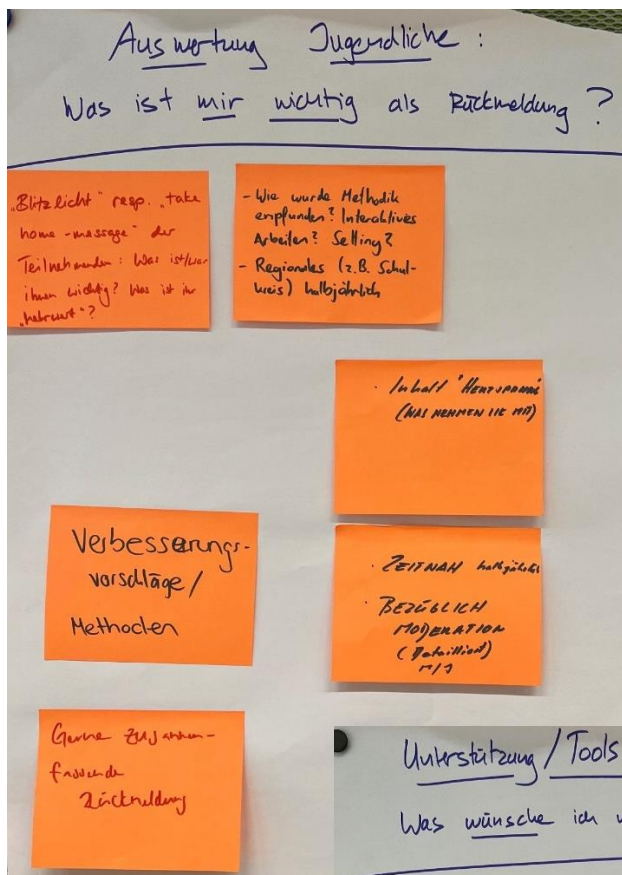 Auswertung Jugendliche :
Was ist mir wichtig als Rückmeldung ?
"Blitzlicht" resp. "take
home-massage" der
Teilnehmenden : Was ist/war
ihnen wichtig? Was ist ihr
"Mehrwert"?
- Wie wurde Methodik
empfunden? Interaktives
Arbeiten? Setting?
- Regionales (z.B. Schul-
kreis) halbjährlich
· Inhalt
(WAS NEHMEN SIE MIT)
Verbesserungs-
vorschläge /
Methoden
· ZEITNAH halbjährlich
· BEZÜGLICH
MODERATION
(Detailliert)
Gerne zusammen-
fassende
Rückmeldung
Unterstützung / Tools
Was wünsche ich